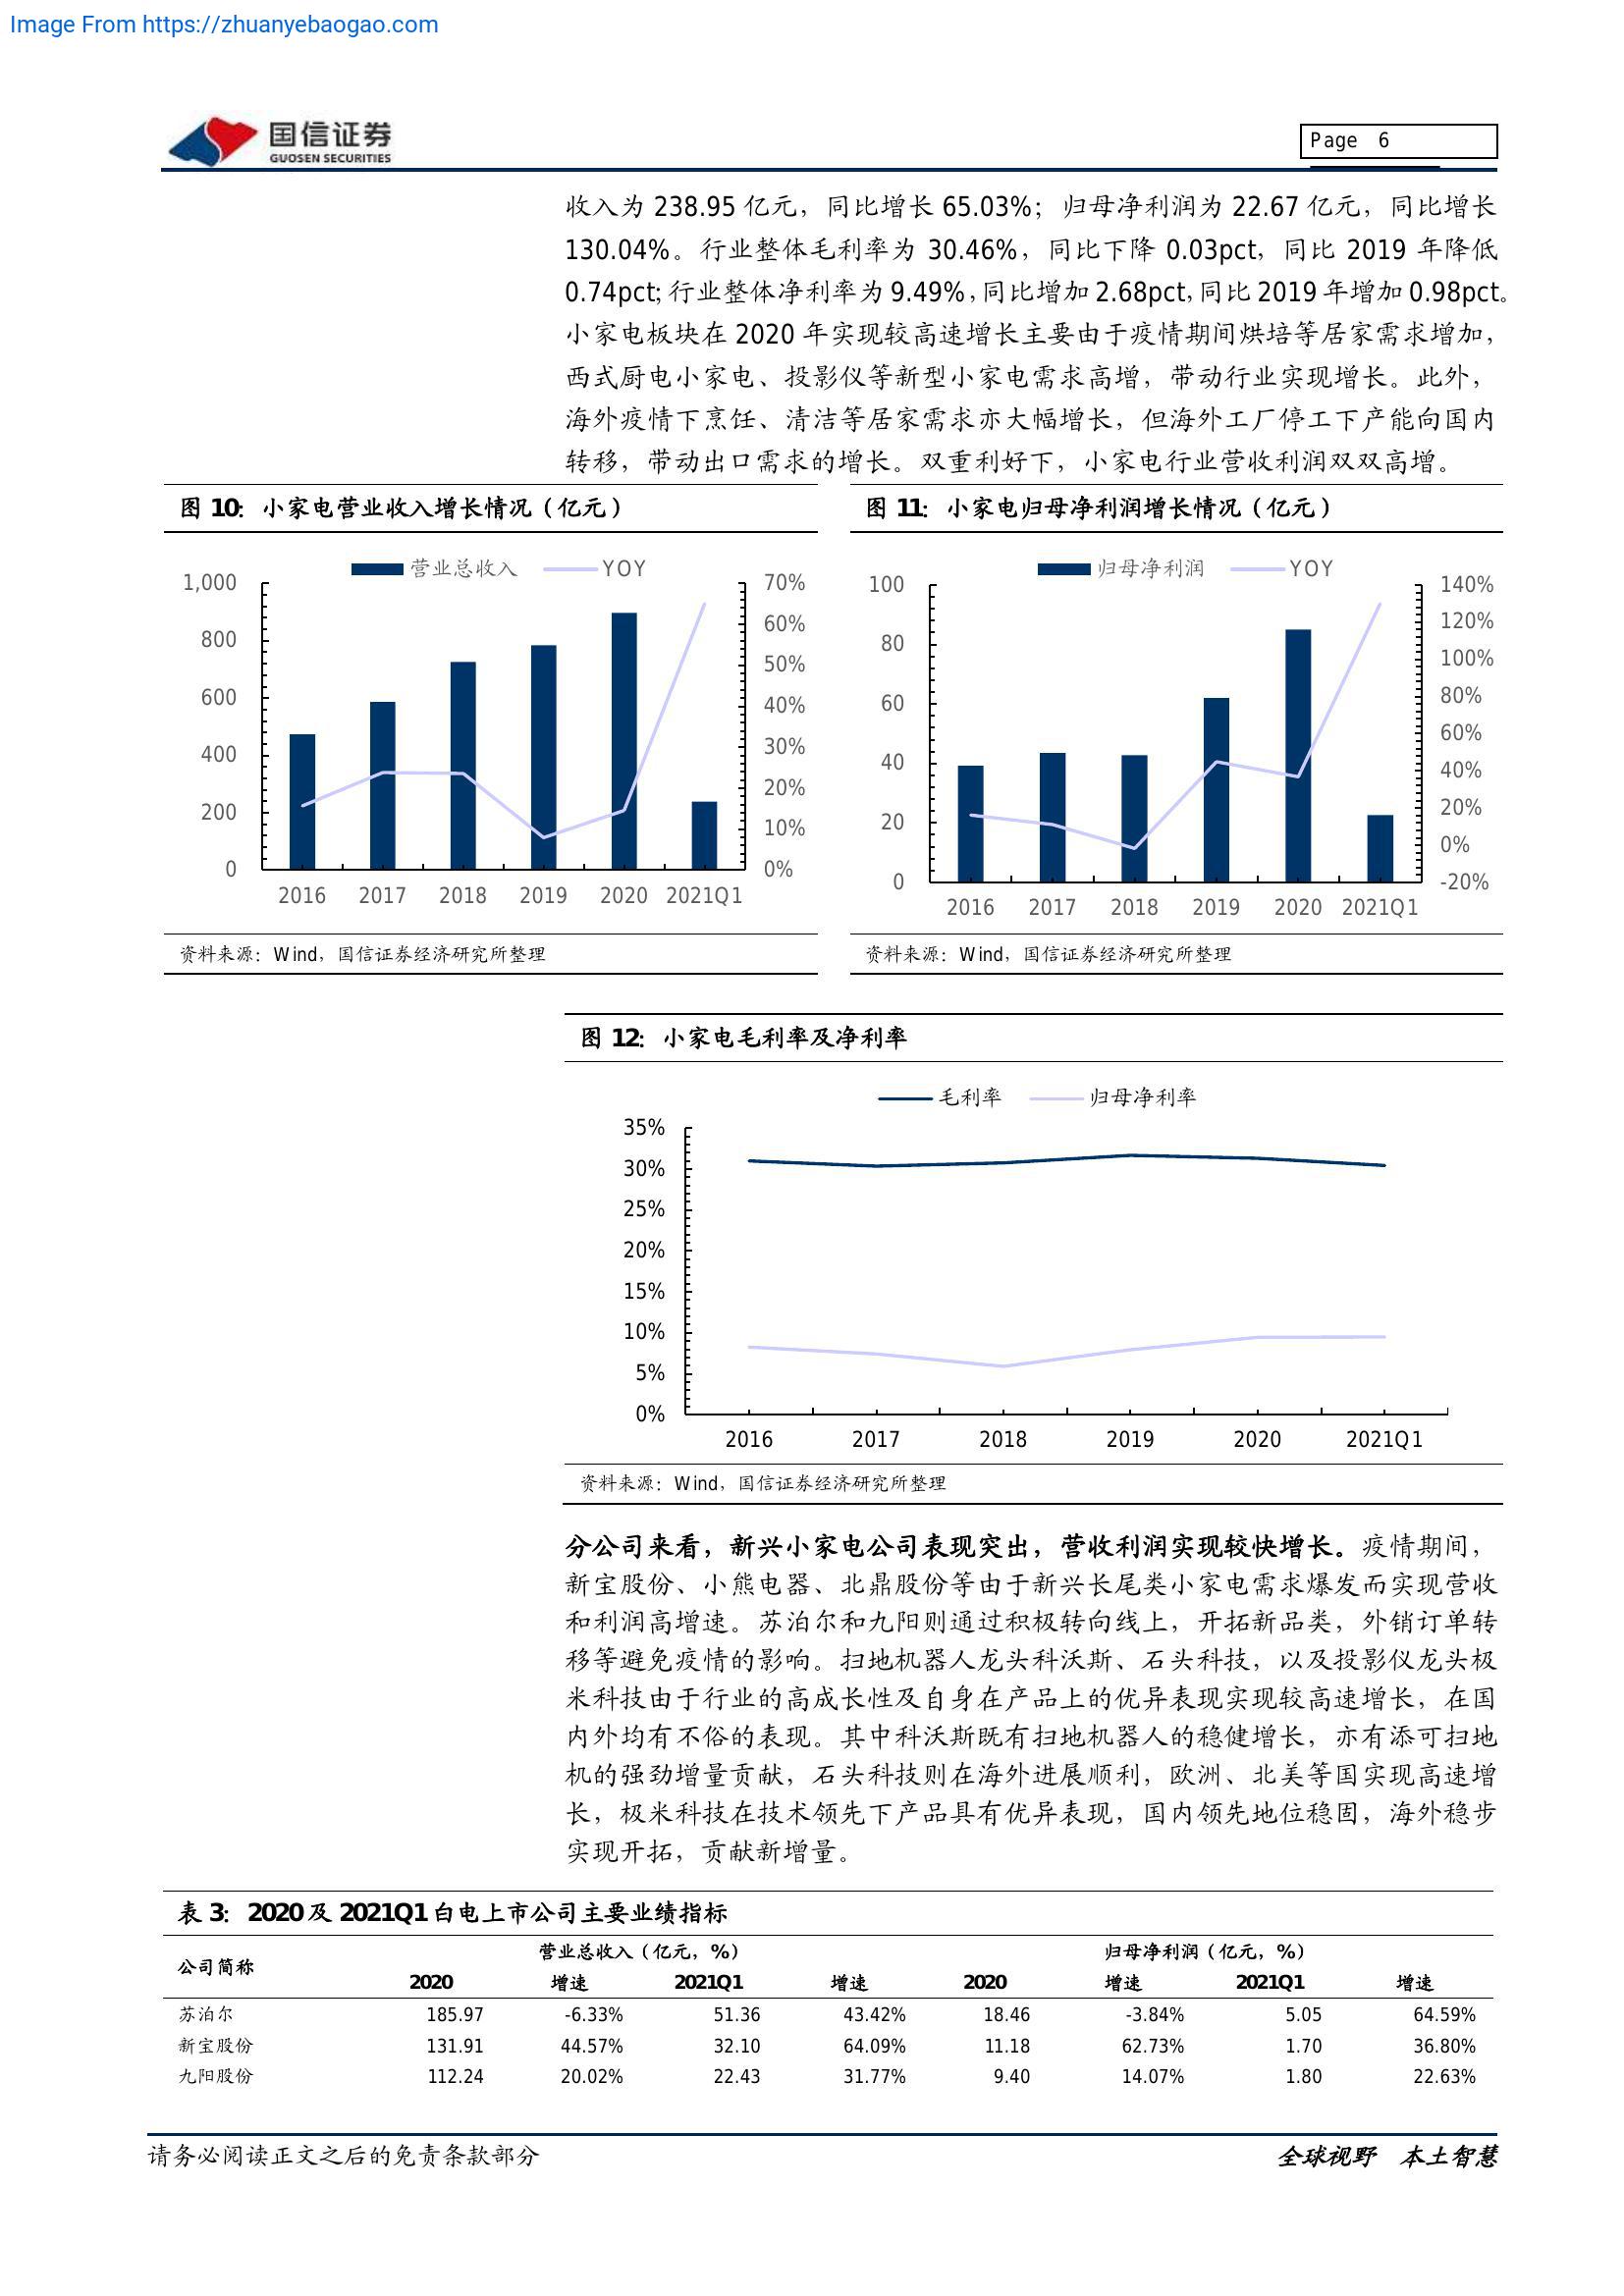 Image From https://zhuanyebaogao.com
国信证券
GUOSEN SECURITIES
Page 6
收入为 238.95 亿元，同比增长 65.03%；归母净利润为 22.67 亿元，同比增长
130.04%。行业整体毛利率为 30.46%，同比下降 0.03pct，同比 2019 年降低
0.74pct；行业整体净利率为 9.49%，同比增加 2.68pct，同比 2019 年增加 0.98pct。
小家电板块在 2020 年实现较高速增长主要由于疫情期间烘培等居家需求增加，
西式厨电小家电、投影仪等新型小家电需求高增，带动行业实现增长。此外，
海外疫情下烹饪、清洁等居家需求亦大幅增长，但海外工厂停工下产能向国内
转移，带动出口需求的增长。双重利好下，小家电行业营收利润双双高增。
图 10：小家电营业收入增长情况（亿元）
营业总收入 YOY
1,000
800
600
400
200
0
70%
60%
50%
40%
30%
20%
10%
0%
2016 2017 2018 2019 2020 2021Q1
资料来源：Wind，国信证券经济研究所整理
图 11：小家电归母净利润增长情况（亿元）
归母净利润 YOY
100
80
60
40
20
0
140%
120%
100%
80%
60%
40%
20%
0%
-20%
2016 2017 2018 2019 2020 2021Q1
资料来源：Wind，国信证券经济研究所整理
图 12：小家电毛利率及净利率
毛利率 归母净利率
35%
30%
25%
20%
15%
10%
5%
0%
2016 2017 2018 2019 2020 2021Q1
资料来源：Wind，国信证券经济研究所整理
分公司来看，新兴小家电公司表现突出，营收利润实现较快增长。疫情期间，
新宝股份、小熊电器、北鼎股份等由于新兴长尾类小家电需求爆发而实现营收
和利润高增速。苏泊尔和九阳则通过积极转向线上，开拓新品类，外销订单转
移等避免疫情的影响。扫地机器人龙头科沃斯、石头科技，以及投影仪龙头极
米科技由于行业的高成长性及自身在产品上的优异表现实现较高速增长，在国
内外均有不俗的表现。其中科沃斯既有扫地机器人的稳健增长，亦有添可扫地
机的强劲增量贡献，石头科技则在海外进展顺利，欧洲、北美等国实现高速增
长，极米科技在技术领先下产品具有优异表现，国内领先地位稳固，海外稳步
实现开拓，贡献新增量。
表 3：2020 及 2021Q1 白电上市公司主要业绩指标
公司简称 营业总收入（亿元，%） 归母净利润（亿元，%）
2020 增速 2021Q1 增速 2020 增速 2021Q1 增速
苏泊尔 185.97 -6.33% 51.36 43.42% 18.46 -3.84% 5.05 64.59%
新宝股份 131.91 44.57% 32.10 64.09% 11.18 62.73% 1.70 36.80%
九阳股份 112.24 20.02% 22.43 31.77% 9.40 14.07% 1.80 22.63%
请务必阅读正文之后的免责条款部分
全球视野 本土智慧